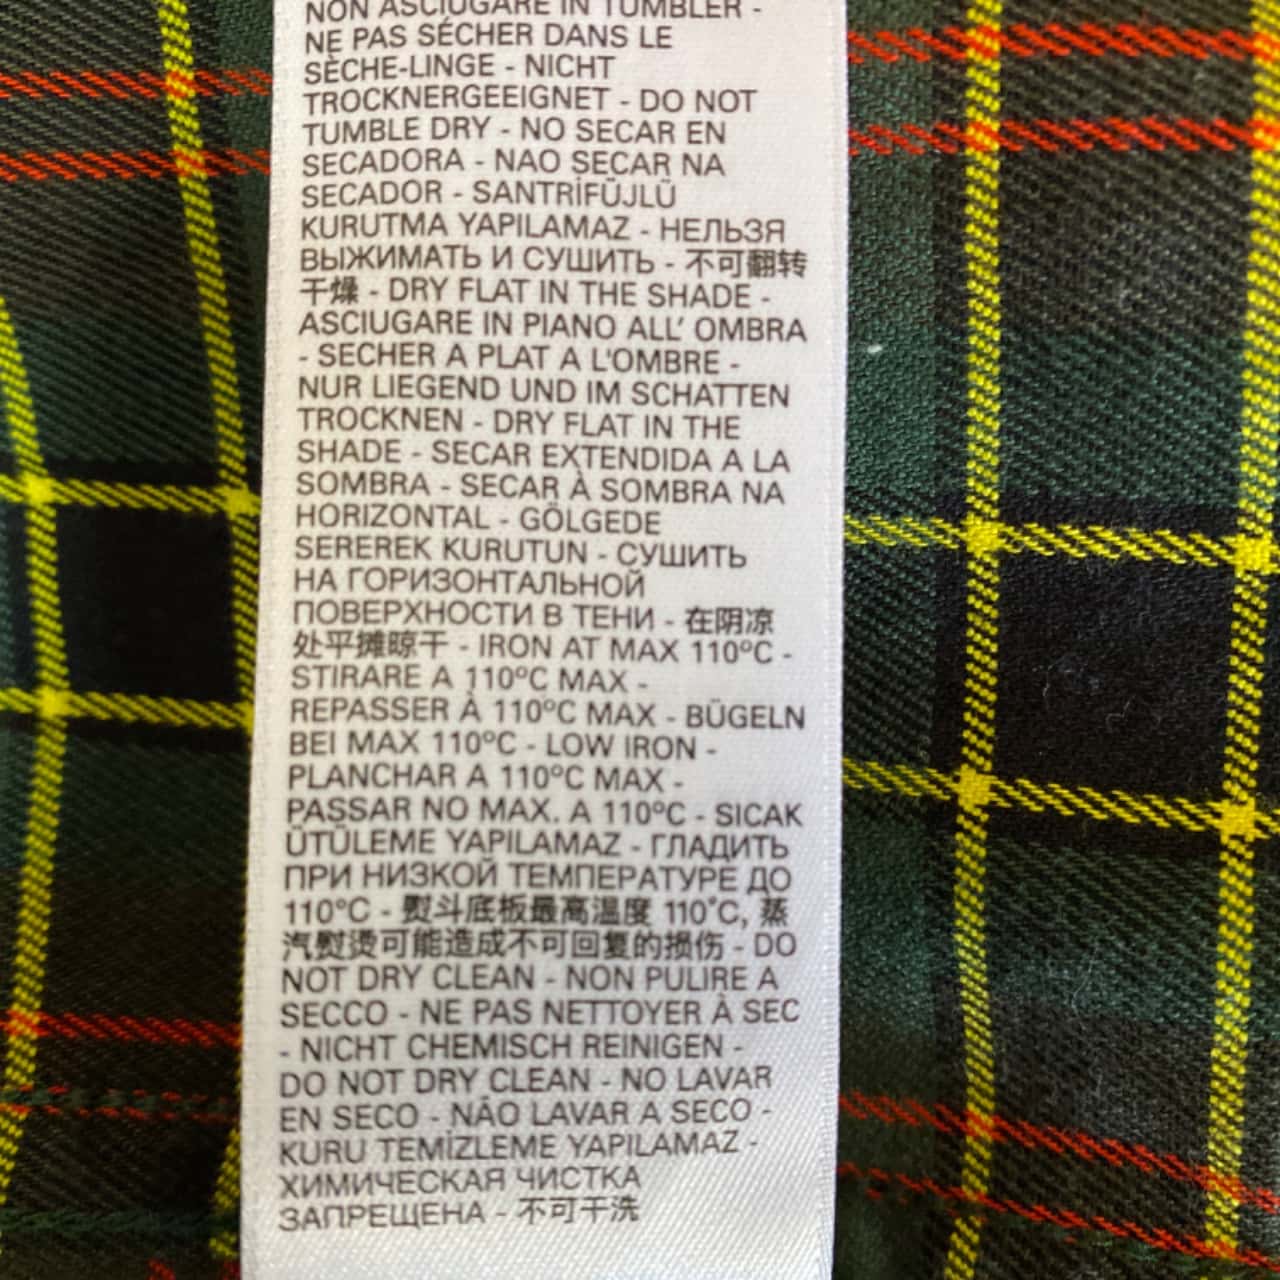 NON ASCIUGARE IN TUMBLER -
NE PAS SÉCHER DANS LE
SÈCHE-LINGE - NICHT
TROCKNERGEEIGNET - DO NOT
TUMBLE DRY - NO SECAR EN
SECADORA - NAO SECAR NA
SECADOR - SANTRİFÜJLÜ
KURUTMA YAPILAMAZ - НЕЛЬЗЯ
ВЫЖИМАТЬ И СУШИТЬ - 不可翻转
干燥 - DRY FLAT IN THE SHADE -
ASCIUGARE IN PIANO ALL' OMBRA
- SECHER A PLAT A L'OMBRE -
NUR LIEGEND UND IM SCHATTEN
TROCKNEN - DRY FLAT IN THE
SHADE - SECAR EXTENDIDA A LA
SOMBRA - SECAR À SOMBRA NA
HORIZONTAL - GÖLGEDE
SEREREK KURUTUN - СУШИТЬ
НА ГОРИЗОНТАЛЬНОЙ
ПОВЕРХНОСТИ В ТЕНИ - 在阴凉
处平摊晾干 - IRON AT MAX 110ºC -
STIRARE A 110ºC MAX -
REPASSER À 110ºC MAX - BÜGELN
BEI MAX 110ºC - LOW IRON -
PLANCHAR A 110ºC MAX -
PASSAR NO MAX. A 110ºC - SICAK
ÜTÜLEME YAPILAMAZ - ГЛАДИТЬ
ПРИ НИЗКОЙ ТЕМПЕРАТУРЕ ДО
110°C - 熨斗底板最高温度 110˚C, 蒸
汽熨烫可能造成不可回复的损伤 - DO
NOT DRY CLEAN - NON PULIRE A
SECCO - NE PAS NETTOYER À SEC
- NICHT CHEMISCH REINIGEN -
DO NOT DRY CLEAN - NO LAVAR
EN SECO - NÃO LAVAR A SECO -
KURU TEMİZLEME YAPILAMAZ -
ХИМИЧЕСКАЯ ЧИСТКА
ЗАПРЕЩЕНА - 不可干洗